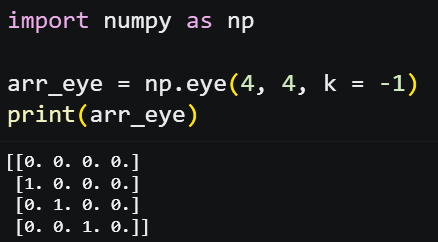 import numpy as np
arr_eye = np.eye(4, 4, k = -1)
print(arr_eye)
[[0. 0. 0. 0.]
 [1. 0. 0. 0.]
 [0. 1. 0. 0.]
 [0. 0. 1. 0.]]